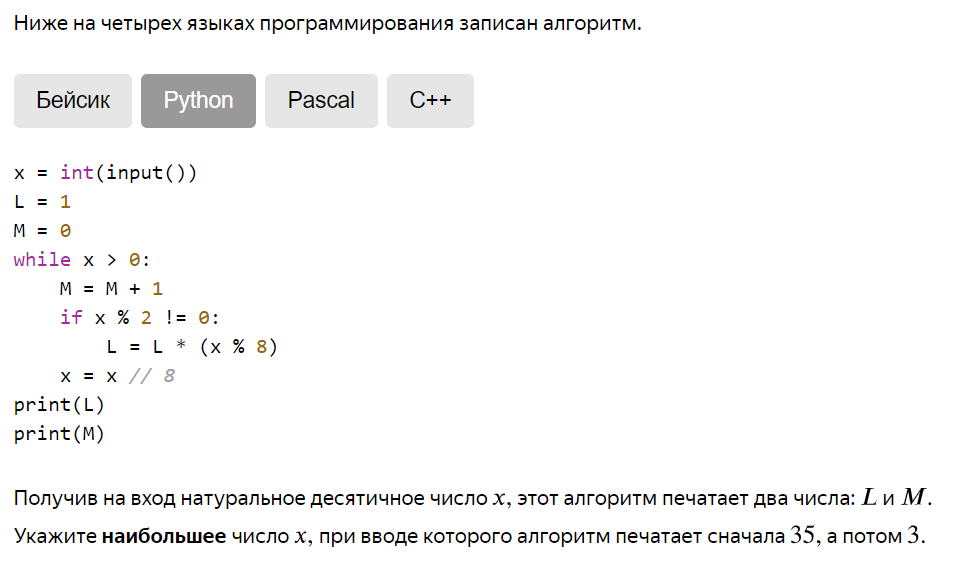 Ниже на четырех языках программирования записан алгоритм.
Бейсик Python Pascal C++
x = int(input())
L = 1
M = 0
while x > 0:
    M = M + 1
    if x % 2 != 0:
        L = L * (x % 8)
    x = x // 8
print(L)
print(M)
Получив на вход натуральное десятичное число x, этот алгоритм печатает два числа: L и M.
Укажите наибольшее число x, при вводе которого алгоритм печатает сначала 35, а потом 3.